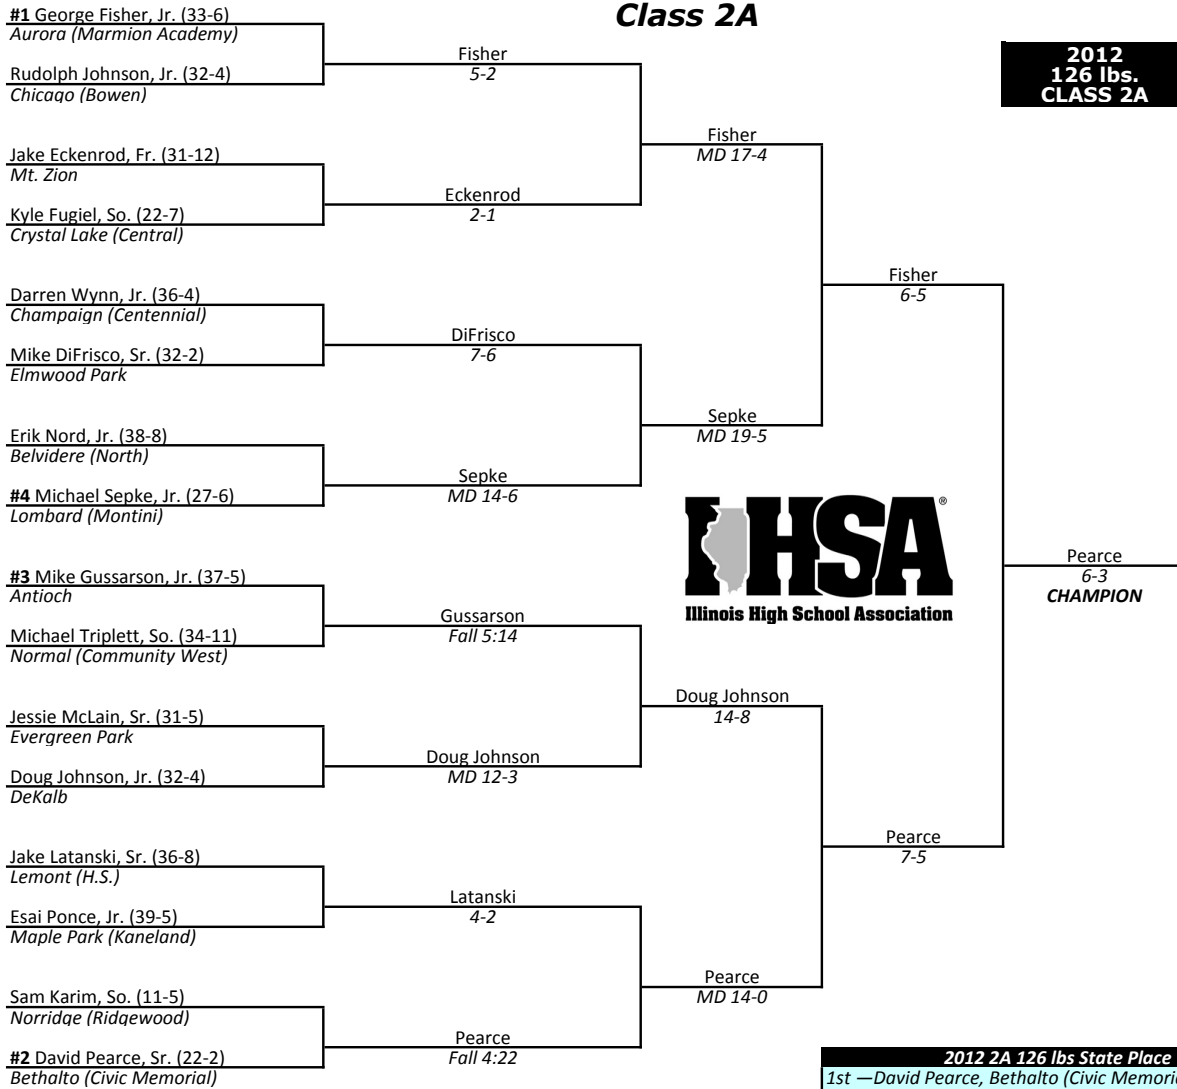 Class 2A
2012
126 lbs.
CLASS 2A
#1 George Fisher, Jr. (33-6)
Aurora (Marmion Academy)
Rudolph Johnson, Jr. (32-4)
Chicago (Bowen)
Jake Eckenrod, Fr. (31-12)
Mt. Zion
Kyle Fugiel, So. (22-7)
Crystal Lake (Central)
Darren Wynn, Jr. (36-4)
Champaign (Centennial)
Mike DiFrisco, Sr. (32-2)
Elmwood Park
Erik Nord, Jr. (38-8)
Belvidere (North)
#4 Michael Sepke, Jr. (27-6)
Lombard (Montini)
#3 Mike Gussarson, Jr. (37-5)
Antioch
Michael Triplett, So. (34-11)
Normal (Community West)
Jessie McLain, Sr. (31-5)
Evergreen Park
Doug Johnson, Jr. (32-4)
DeKalb
Jake Latanski, Sr. (36-8)
Lemont (H.S.)
Esai Ponce, Jr. (39-5)
Maple Park (Kaneland)
Sam Karim, So. (11-5)
Norridge (Ridgewood)
#2 David Pearce, Sr. (22-2)
Bethalto (Civic Memorial)
Fisher
5-2
Eckenrod
2-1
DiFrisco
7-6
Sepke
MD 14-6
Gussarson
Fall 5:14
Doug Johnson
MD 12-3
Latanski
4-2
Pearce
Fall 4:22
Fisher
MD 17-4
Sepke
MD 19-5
Doug Johnson
14-8
Pearce
MD 14-0
Fisher
6-5
Pearce
7-5
IHSA®
Illinois High School Association
Pearce
6-3
CHAMPION
2012 2A 126 lbs State Place
1st —David Pearce, Bethalto (Civic Memori